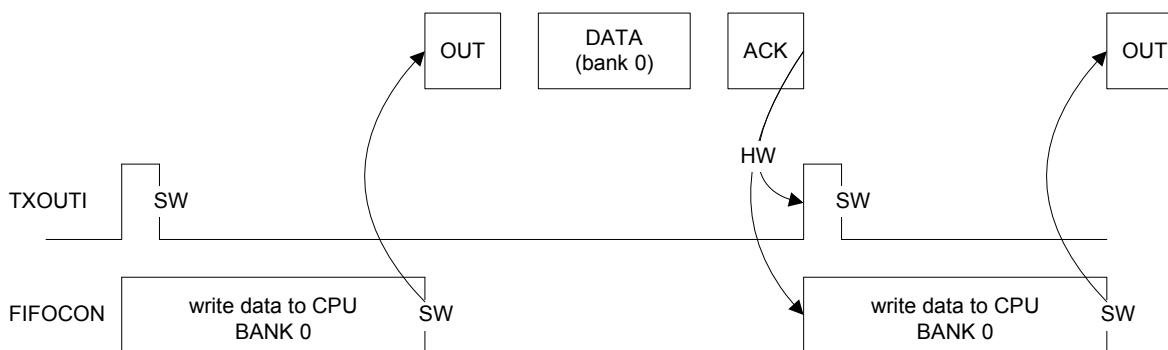 OUT
DATA
(bank 0)
ACK
OUT
HW
TXOUTI
SW
SW
FIFOCON
write data to CPU
BANK 0
SW
write data to CPU
BANK 0
SW